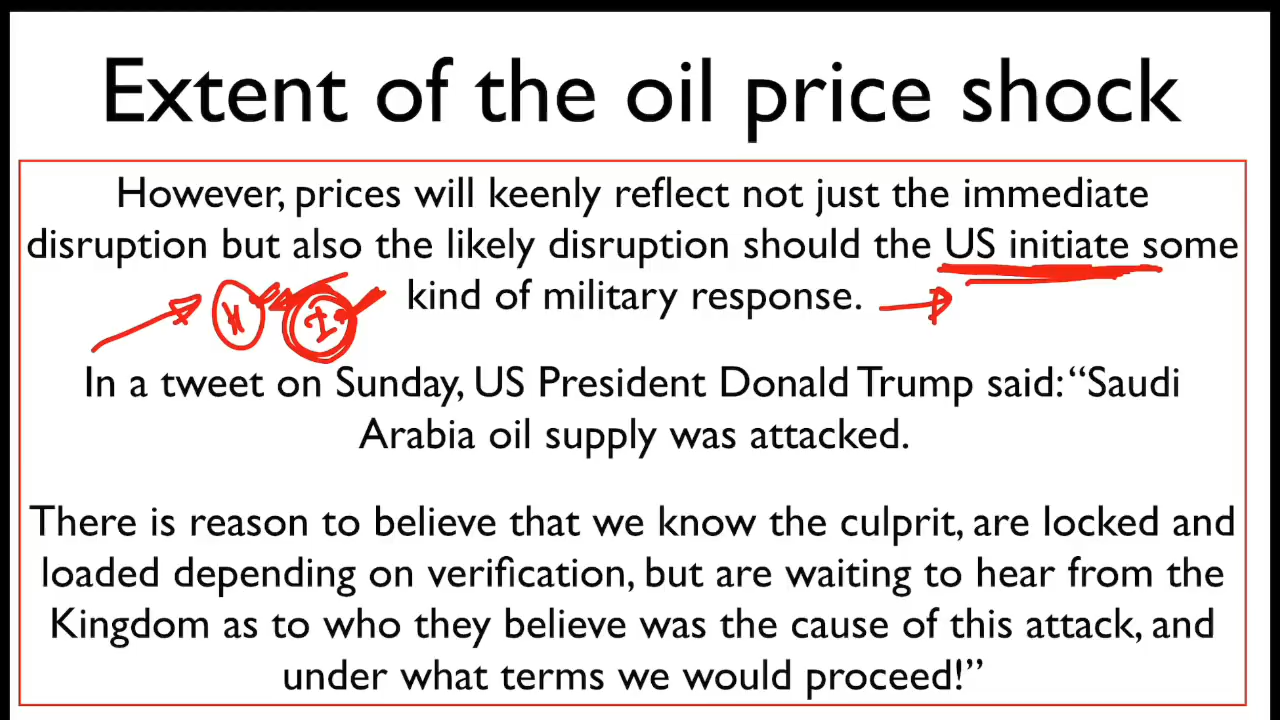 Extent of the oil price shock
However, prices will keenly reflect not just the immediate
disruption but also the likely disruption should the US initiate some
kind of military response.
In a tweet on Sunday, US President Donald Trump said: “Saudi
Arabia oil supply was attacked.
There is reason to believe that we know the culprit, are locked and
loaded depending on verification, but are waiting to hear from the
Kingdom as to who they believe was the cause of this attack, and
under what terms we would proceed!”